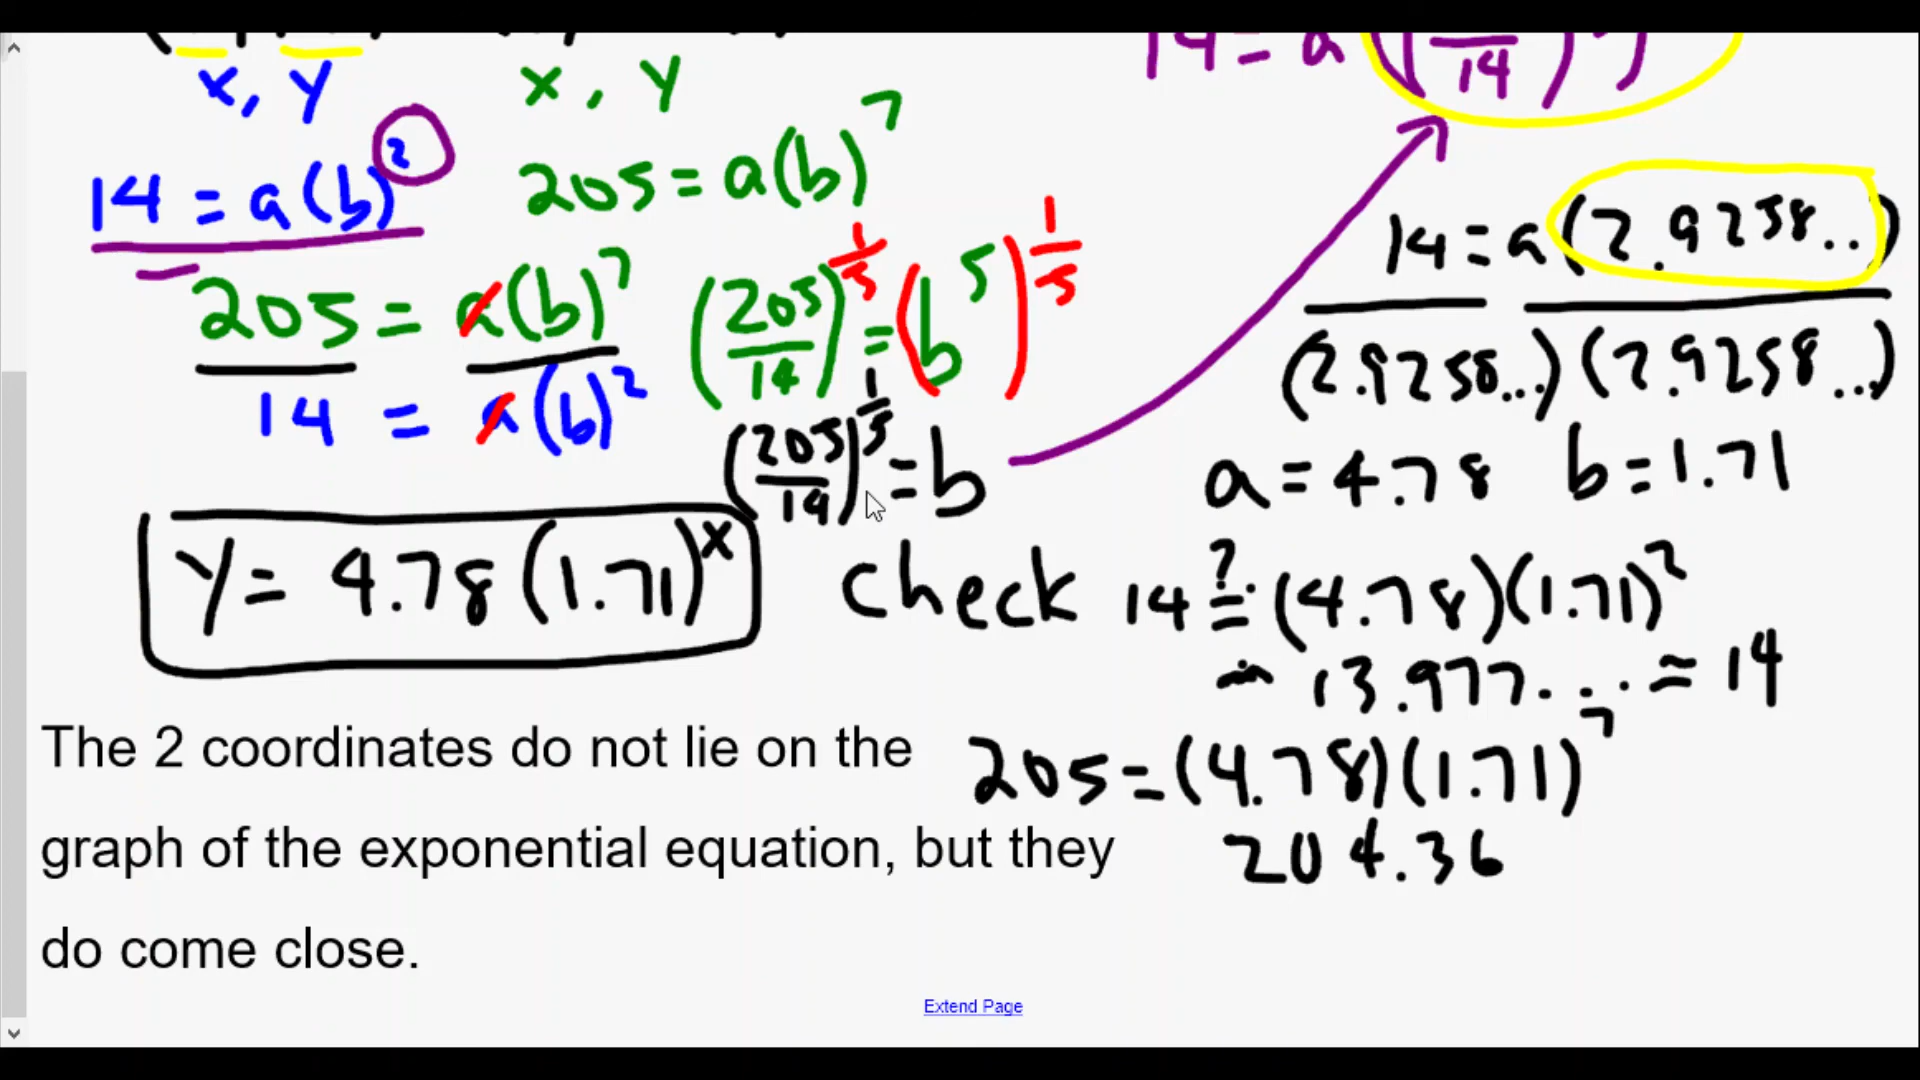 x, y
x, y
14 = a(b)^2
205 = a(b)^7
205 = a(b)^7
14 = a(b)^2
(205/14)^(1/5) = (b^5)^(1/5)
(205/14)^(1/5) = b
y = 4.78(1.71)^x
14 = a((
14
)
)
14 = a(2.9258..)
(2.9258..) (2.9258...)
a = 4.78 b = 1.71
check 14 ≟ (4.78)(1.71)^2
13.977... ≈ 14
205 = (4.78)(1.71)^7
204.36
The 2 coordinates do not lie on the
graph of the exponential equation, but they
do come close.
Extend Page